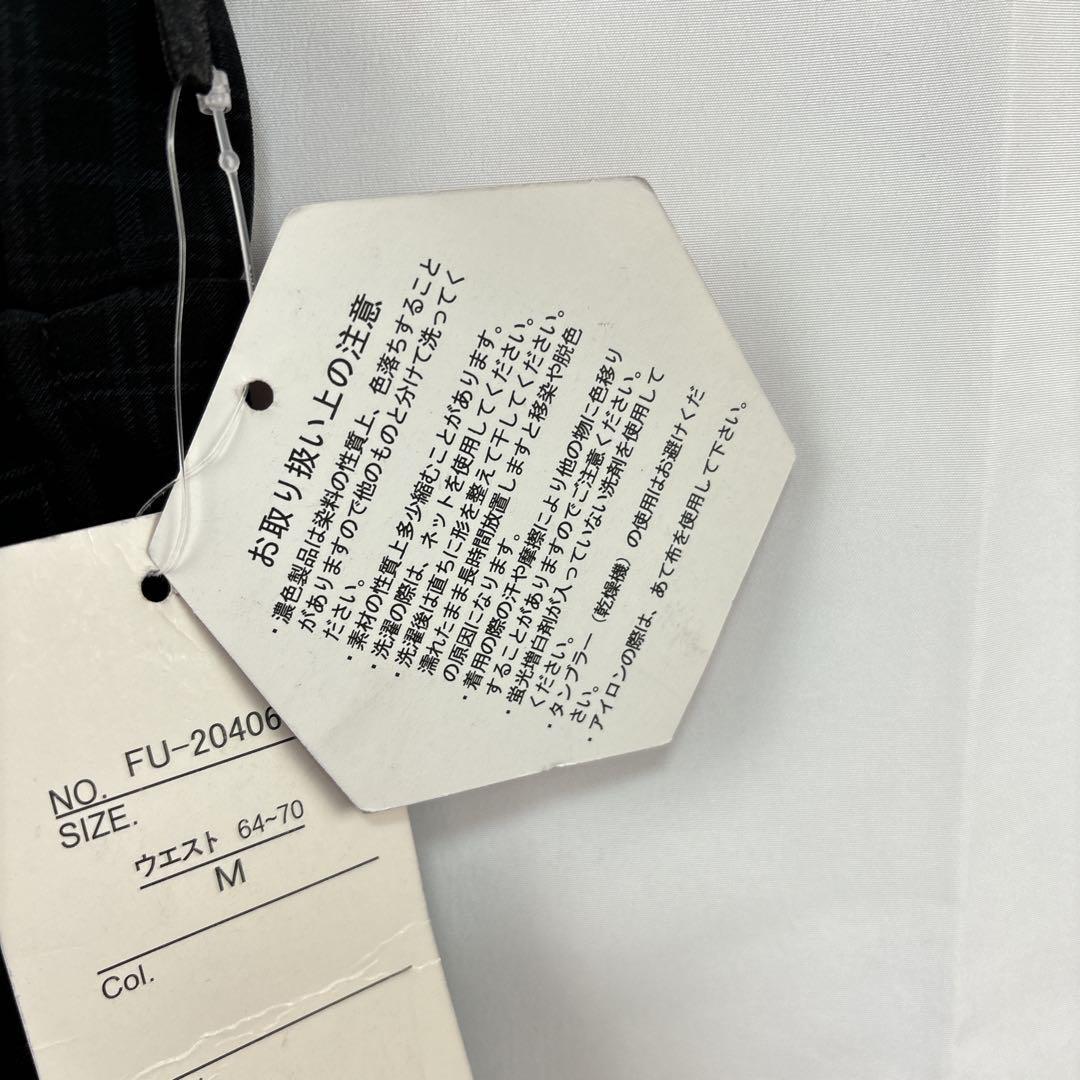 お取り扱い上の注意
・濃色製品は染料の性質上、色落ちすること
がありますので他のものと分けて洗ってく
ださい。
・素材の性質上多少縮むことがあります。
・洗濯の際は、ネットを使用してください。
・洗濯後は直ちに形を整えて干してください。
濡れたまま長時間放置しますと移染や脱色
の原因になります。
・着用の際の汗や摩擦により他の物に色移り
することがありますのでご注意ください。
・蛍光増白剤が入っていない洗剤を使用して
ください。
・タンブラー（乾燥機）の使用はお避けくだ
さい。
・アイロンの際は、あて布を使用して下さい。
NO. FU-20406
SIZE.
ウエスト 64~70
M
Col.